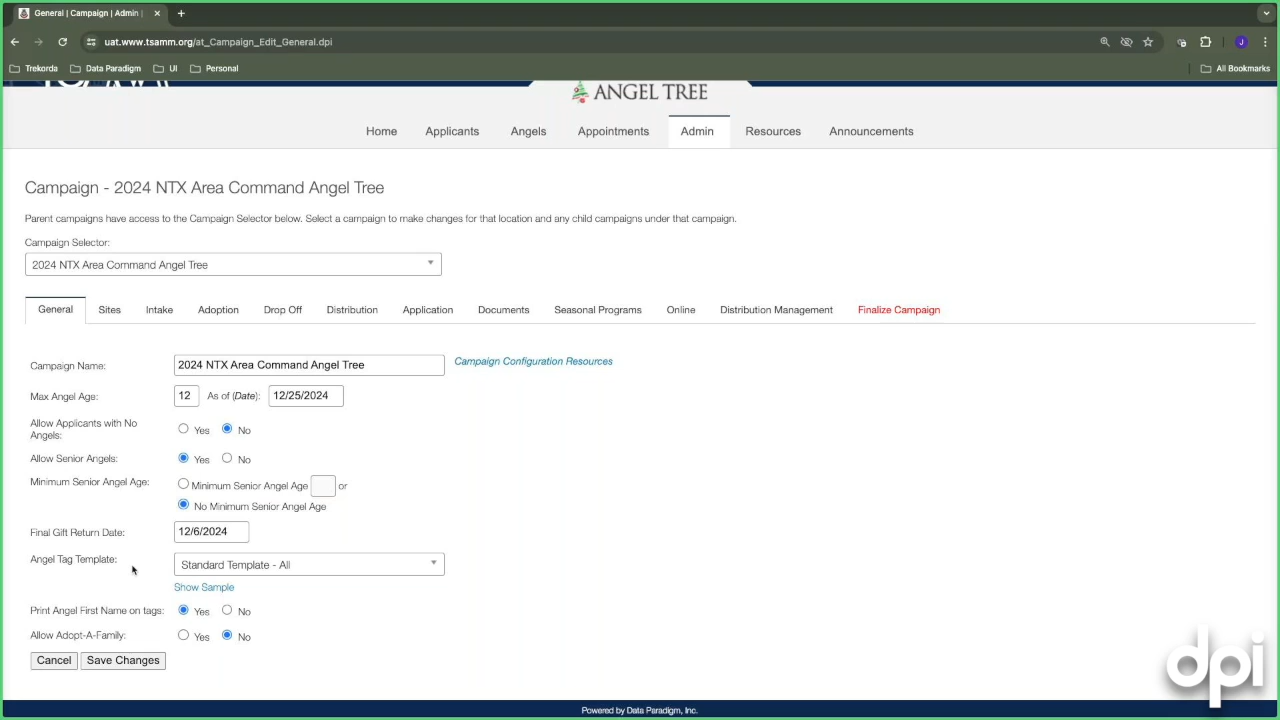 General | Campaign | Admin |
uat.www.tsamm.org/at_Campaign_Edit_General.dpi
J
Trekorda Data Paradigm UI Personal All Bookmarks
ANGEL TREE
Home Applicants Angels Appointments Admin Resources Announcements
Campaign - 2024 NTX Area Command Angel Tree
Parent campaigns have access to the Campaign Selector below. Select a campaign to make changes for that location and any child campaigns under that campaign.
Campaign Selector:
2024 NTX Area Command Angel Tree
General Sites Intake Adoption Drop Off Distribution Application Documents Seasonal Programs Online Distribution Management Finalize Campaign
Campaign Name: 2024 NTX Area Command Angel Tree Campaign Configuration Resources
Max Angel Age: 12 As of (Date): 12/25/2024
Allow Applicants with No
Angels: Yes No
Allow Senior Angels: Yes No
Minimum Senior Angel Age: Minimum Senior Angel Age or
No Minimum Senior Angel Age
Final Gift Return Date: 12/6/2024
Angel Tag Template: Standard Template - All
Show Sample
Print Angel First Name on tags: Yes No
Allow Adopt-A-Family: Yes No
Cancel Save Changes
dpi
Powered by Data Paradigm, Inc.